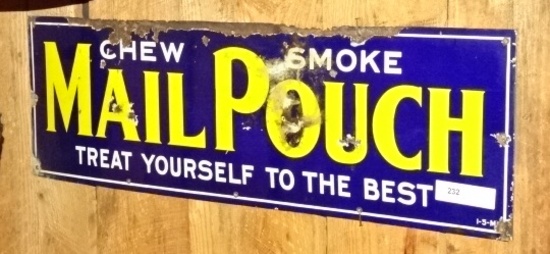 CHEW SMOKE
MAIL POUCH
TREAT YOURSELF TO THE BEST
232